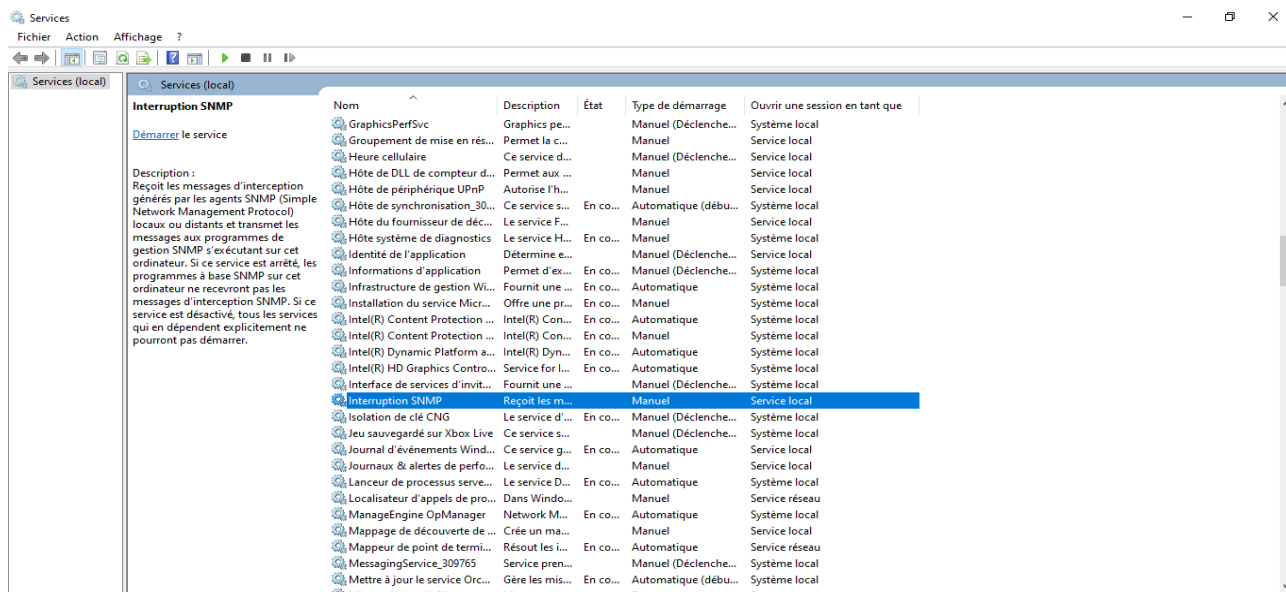 Services
Fichier Action Affichage ?
Services (local)
Services (local)
Interruption SNMP
Démarrer le service
Description :
Reçoit les messages d'interception
générés par les agents SNMP (Simple
Network Management Protocol)
locaux ou distants et transmet les
messages aux programmes de
gestion SNMP s'exécutant sur cet
ordinateur. Si ce service est arrêté, les
programmes à base SNMP sur cet
ordinateur ne recevront pas les
messages d'interception SNMP. Si ce
service est désactivé, tous les services
qui en dépendent explicitement ne
pourront pas démarrer.
Nom Description État Type de démarrage Ouvrir une session en tant que
GraphicsPerfSvc Graphics pe... Manuel (Déclenche... Système local
Groupement de mise en rés... Permet la c... Manuel Service local
Heure cellulaire Ce service d... Manuel (Déclenche... Service local
Hôte de DLL de compteur d... Permet aux ... Manuel Service local
Hôte de périphérique UPnP Autorise l'h... Manuel Service local
Hôte de synchronisation_30... Ce service s... En co... Automatique (débu... Système local
Hôte du fournisseur de déc... Le service F... Manuel Service local
Hôte système de diagnostics Le service H... En co... Manuel Système local
Identité de l'application Détermine e... Manuel (Déclenche... Service local
Informations d'application Permet d'ex... En co... Manuel (Déclenche... Système local
Infrastructure de gestion Wi... Fournit une ... En co... Automatique Système local
Installation du service Micr... Offre une pr... En co... Manuel Système local
Intel(R) Content Protection ... Intel(R) Con... En co... Automatique Système local
Intel(R) Content Protection ... Intel(R) Con... En co... Manuel Système local
Intel(R) Dynamic Platform a... Intel(R) Dyn... En co... Automatique Système local
Intel(R) HD Graphics Contro... Service for I... En co... Automatique Système local
Interface de services d'invit... Fournit une ... Manuel (Déclenche... Système local
Interruption SNMP Reçoit les m... Manuel Service local
Isolation de clé CNG Le service d'... En co... Manuel (Déclenche... Système local
Jeu sauvegardé sur Xbox Live Ce service s... Manuel (Déclenche... Système local
Journal d'événements Wind... Ce service g... En co... Automatique Service local
Journaux & alertes de perfo... Le service d... Manuel Service local
Lanceur de processus serve... Le service D... En co... Automatique Système local
Localisateur d'appels de pro... Dans Windo... Manuel Service réseau
ManageEngine OpManager Network M... En co... Automatique Système local
Mappage de découverte de ... Crée un ma... Manuel Service local
Mappeur de point de termi... Résout les i... En co... Automatique Service réseau
MessagingService_309765 Service pren... Manuel (Déclenche... Système local
Mettre à jour le service Orc... Gère les mis... En co... Automatique (débu... Système local